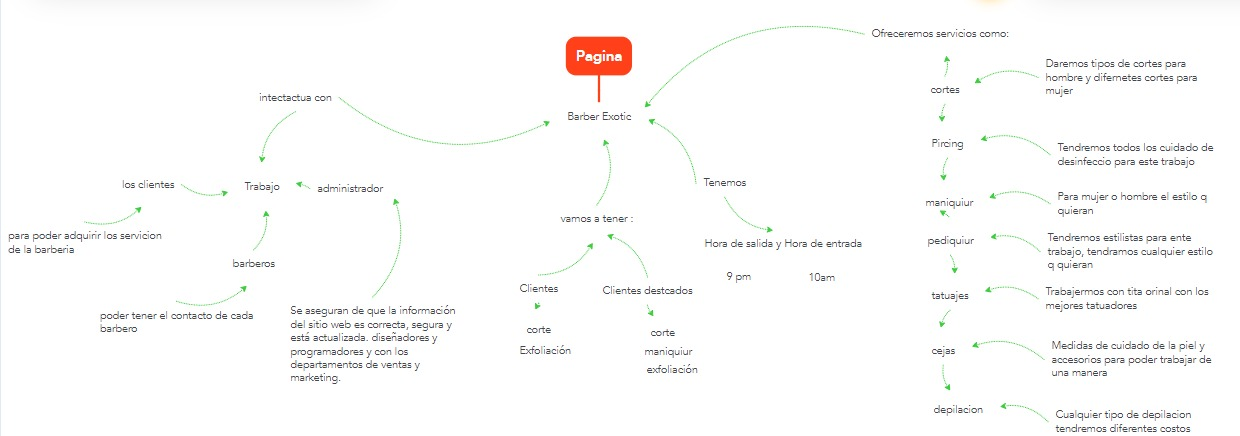 Pagina
Barber Exotic
intectactua con
Trabajo
los clientes
para poder adquirir los servicion
de la barberia
barberos
poder tener el contacto de cada
barbero
administrador
Se aseguran de que la información
del sitio web es correcta, segura y
está actualizada. diseñadores y
programadores y con los
departamentos de ventas y
marketing.
vamos a tener :
Clientes
corte
Exfoliación
Clientes destcados
corte
maniquiur
exfoliación
Tenemos
Hora de salida y Hora de entrada
9 pm 10am
Ofreceremos servicios como:
cortes
Daremos tipos de cortes para
hombre y difernetes cortes para
mujer
Pircing
Tendremos todos los cuidado de
desinfeccio para este trabajo
maniquiur
Para mujer o hombre el estilo q
quieran
pediquiur
Tendremos estilistas para ente
trabajo, tendramos cualquier estilo
q quieran
tatuajes
Trabajermos con tita orinal con los
mejores tatuadores
cejas
Medidas de cuidado de la piel y
accesorios para poder trabajar de
una manera
depilacion
Cualquier tipo de depilacion
tendremos diferentes costos